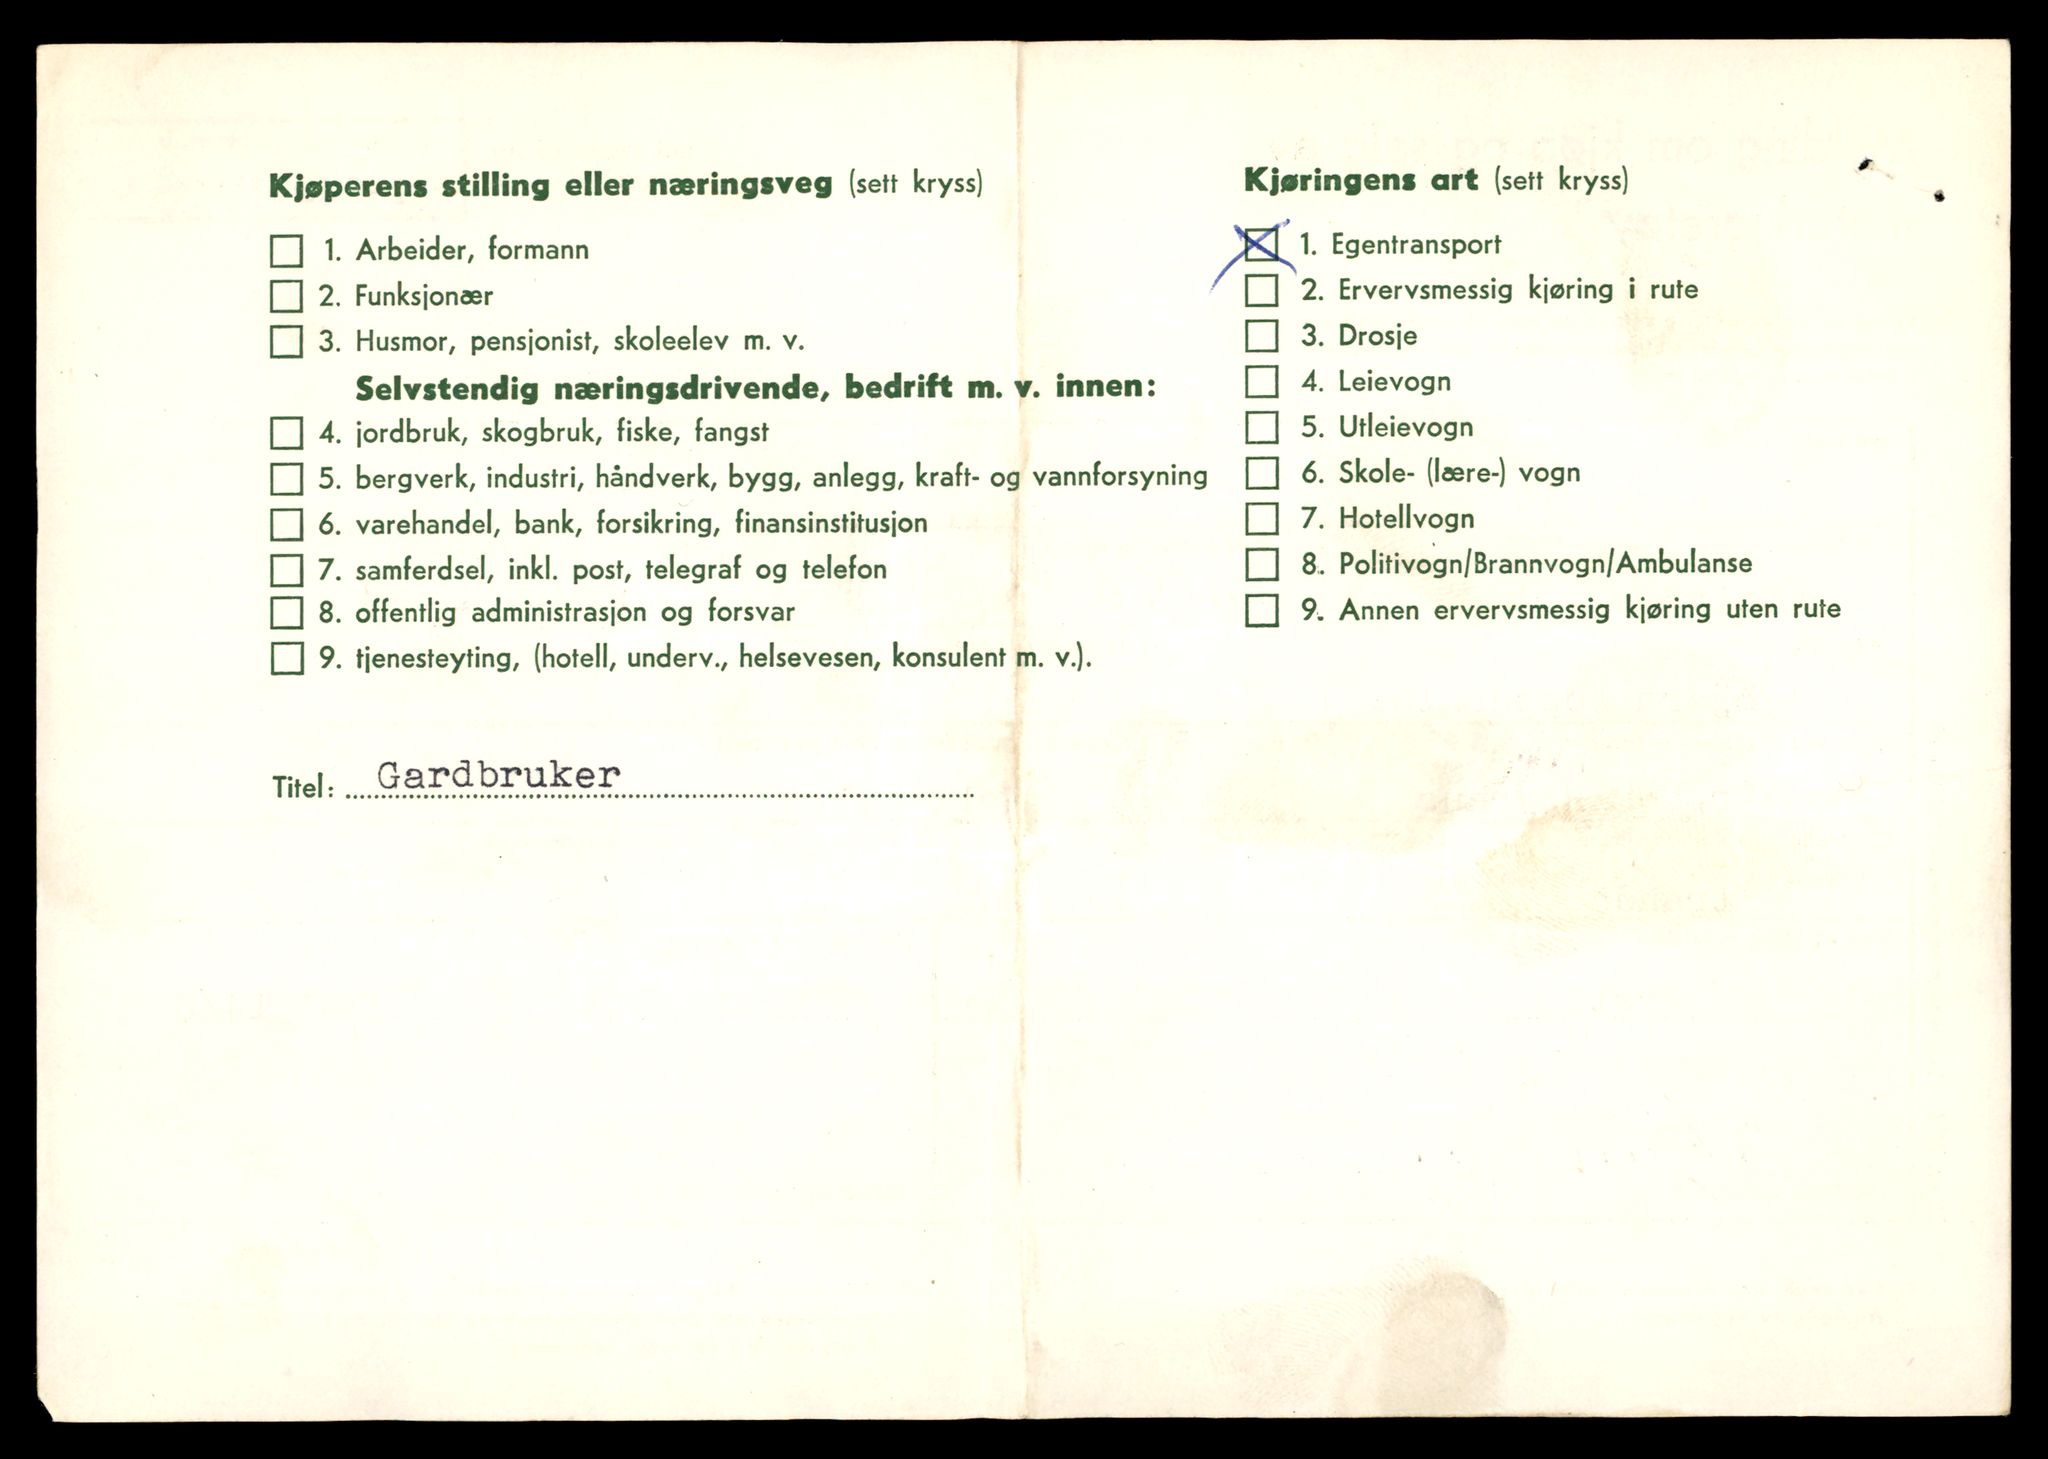 Kjøperens stilling eller næringsveg (sett kryss)
1. Arbeider, formann
2. Funksjonær
3. Husmor, pensjonist, skoleelev m. v.
Selvstendig næringsdrivende, bedrift m. v. innen:
4. jordbruk, skogbruk, fiske, fangst
5. bergverk, industri, håndverk, bygg, anlegg, kraft- og vannforsyning
6. varehandel, bank, forsikring, finansinstitusjon
7. samferdsel, inkl. post, telegraf og telefon
8. offentlig administrasjon og forsvar
9. tjenesteyting, (hotell, underv., helsevesen, konsulent m. v.).
Titel: Gardbruker
Kjøringens art (sett kryss)
1. Egentransport
2. Ervervsmessig kjøring i rute
3. Drosje
4. Leievogn
5. Utleievogn
6. Skole- (lære-) vogn
7. Hotellvogn
8. Politivogn/Brannvogn/Ambulanse
9. Annen ervervsmessig kjøring uten rute